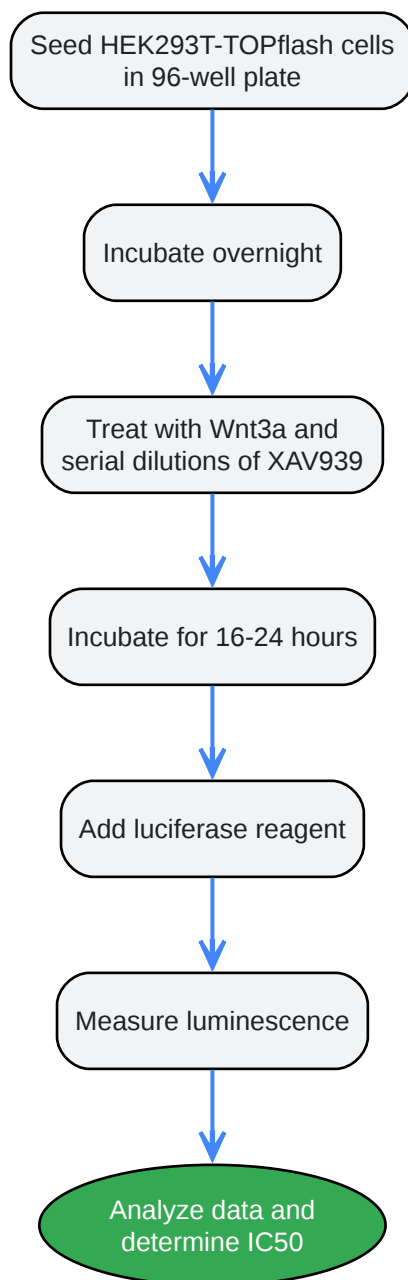 Seed HEK293T-TOPflash cells
in 96-well plate
Incubate overnight
Treat with Wnt3a and
serial dilutions of XAV939
Incubate for 16-24 hours
Add luciferase reagent
Measure luminescence
Analyze data and
determine IC50